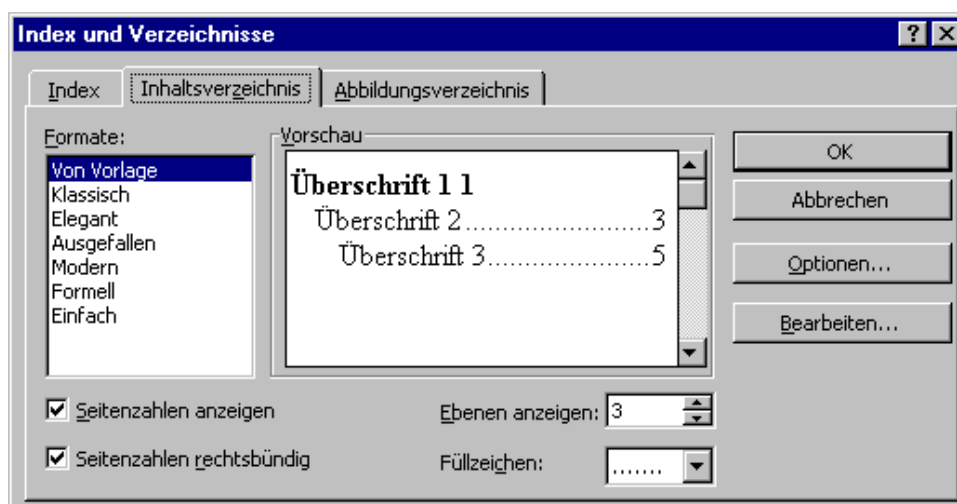 Index und Verzeichnisse
Index Inhaltsverzeichnis Abbildungsverzeichnis
Formate:
Von Vorlage
Klassisch
Elegant
Ausgefallen
Modern
Formell
Einfach
Vorschau
Überschrift 1 1
Überschrift 2.......................3
Überschrift 3....................5
OK
Abbrechen
Optionen...
Bearbeiten...
Seitenzahlen anzeigen
Ebenen anzeigen: 3
Seitenzahlen rechtsbündig
Füllzeichen: .......